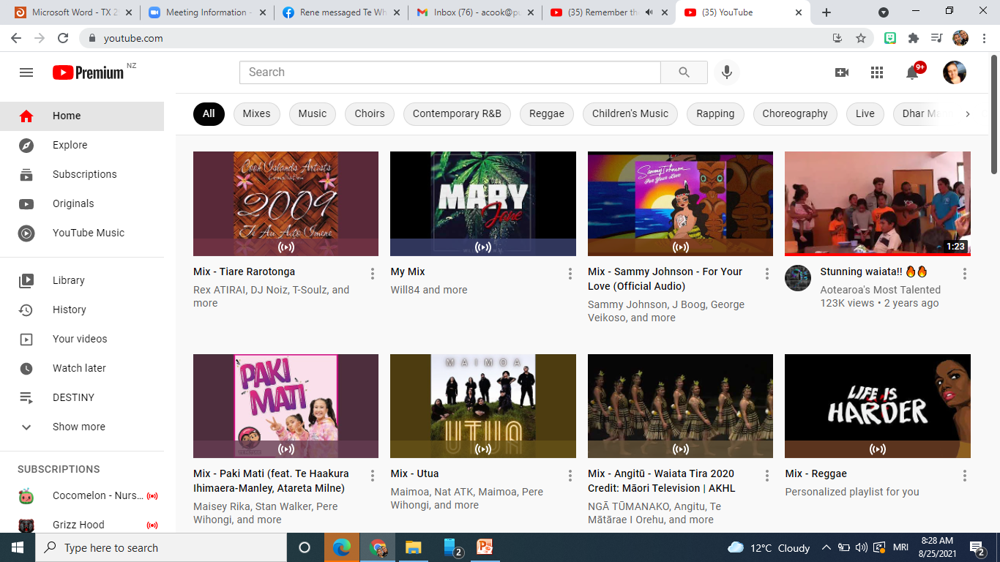 Microsoft Word - TX 25
Meeting Information -
Rene messaged Te Wh
Inbox (76) - acook@pu
(35) Remember the
(35) YouTube
youtube.com
Premium NZ
Search
9+
Home
Explore
Subscriptions
Originals
YouTube Music
Library
History
Your videos
Watch later
DESTINY
Show more
SUBSCRIPTIONS
Cocomelon - Nurs...
Grizz Hood
All
Mixes
Music
Choirs
Contemporary R&B
Reggae
Children's Music
Rapping
Choreography
Live
Dhar
Cook Islands Artists
Compilation
2009
Te Au Aito Imene
Mix - Tiare Rarotonga
Rex ATIRAI, DJ Noiz, T-Soulz, and
more
MARY
Jane
My Mix
Will84 and more
Sammy Johnson
For Your Love
Mix - Sammy Johnson - For Your
Love (Official Audio)
Sammy Johnson, J Boog, George
Veikoso, and more
1:23
Stunning waiata!! 🔥🔥
Aotearoa's Most Talented
123K views • 2 years ago
PAKI
MATI
Mix - Paki Mati (feat. Te Haakura
Ihimaera-Manley, Atareta Milne)
Maisey Rika, Stan Walker, Pere
Wihongi, and more
MAIMOA
UTUA
Mix - Utua
Maimoa, Nat ATK, Maimoa, Pere
Wihongi, and more
Mix - Angitū - Waiata Tira 2020
Credit: Māori Television | AKHL
NGĀ TŪMANAKO, Angitu, Te
Mātārae I Orehu, and more
LIFE IS
HARDER
Mix - Reggae
Personalized playlist for you
Type here to search
2
12°C Cloudy
MRI
8:28 AM
8/25/2021
2